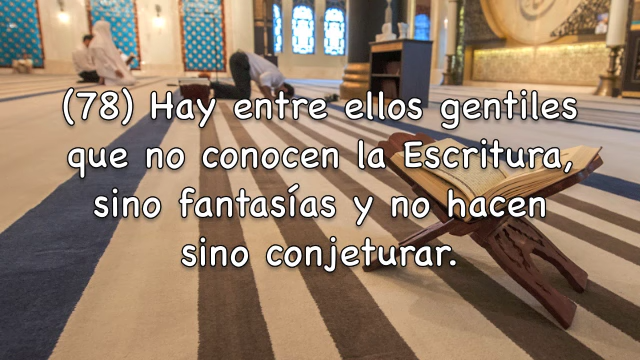 (78) Hay entre ellos gentiles
que no conocen la Escritura,
sino fantasías y no hacen
sino conjeturar.